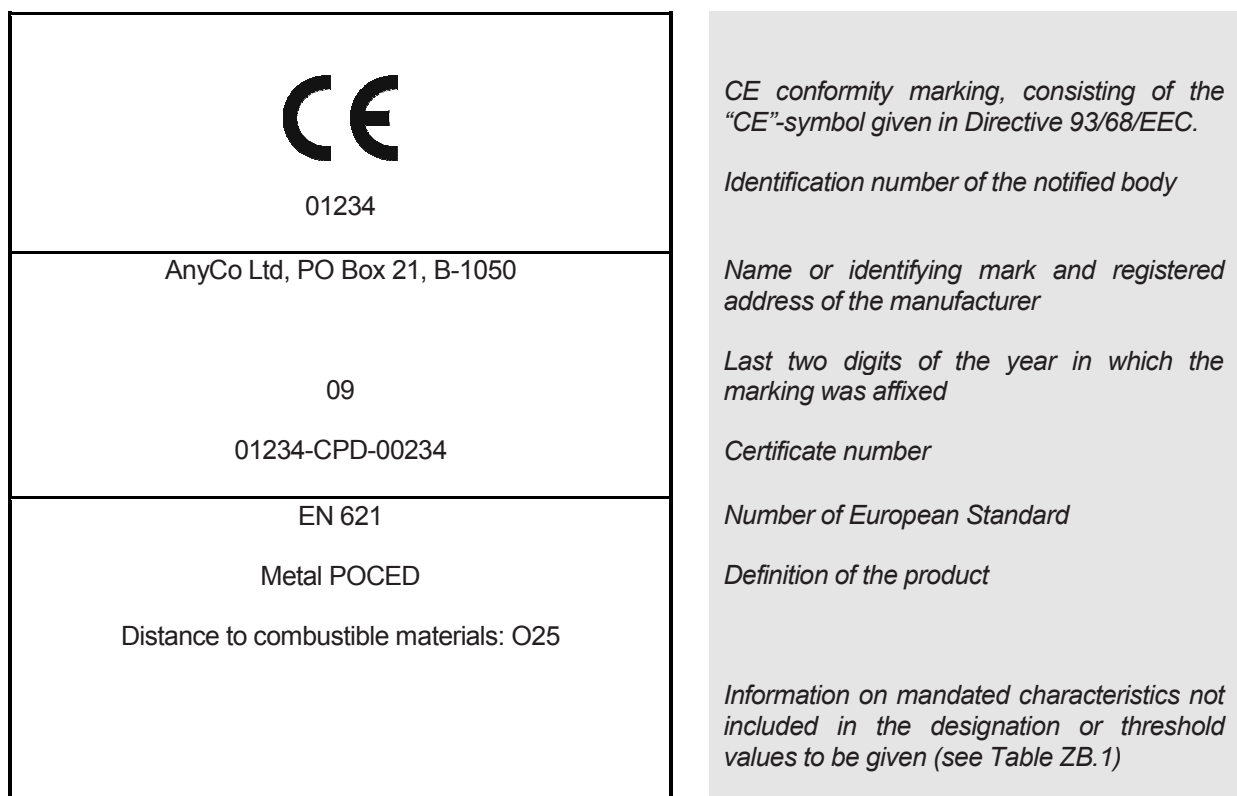 CE
01234
AnyCo Ltd, PO Box 21, B-1050
09
01234-CPD-00234
EN 621
Metal POCED
Distance to combustible materials: O25
CE conformity marking, consisting of the
“CE”-symbol given in Directive 93/68/EEC.
Identification number of the notified body
Name or identifying mark and registered
address of the manufacturer
Last two digits of the year in which the
marking was affixed
Certificate number
Number of European Standard
Definition of the product
Information on mandated characteristics not
included in the designation or threshold
values to be given (see Table ZB.1)